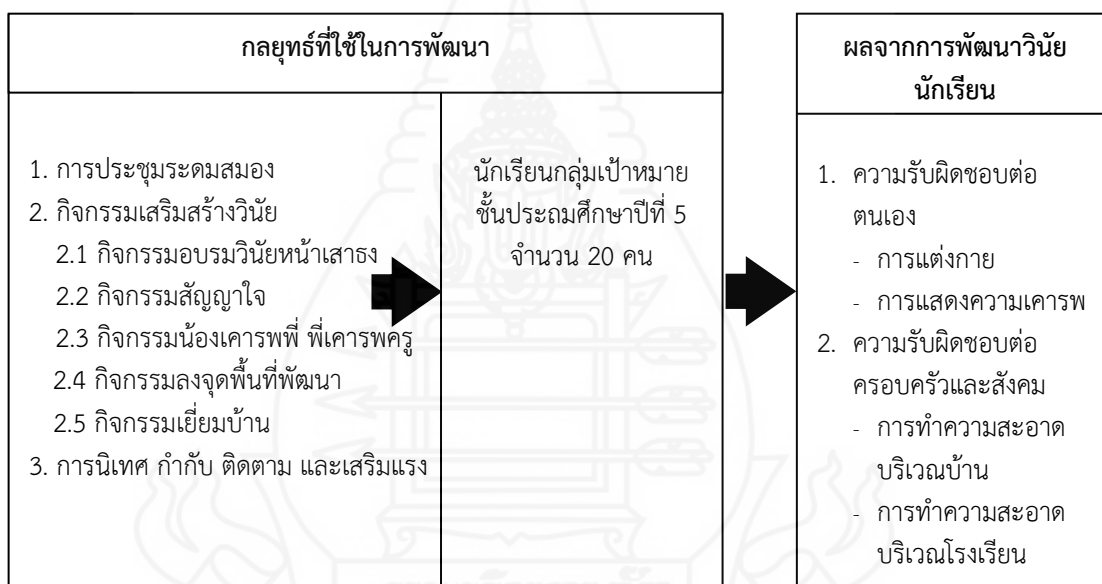 กลยุทธ์ที่ใช้ในการพัฒนา
1. การประชุมระดมสมอง
2. กิจกรรมเสริมสร้างวินัย
2.1 กิจกรรมอบรมวินัยหน้าเสาธง
2.2 กิจกรรมสัญญาใจ
2.3 กิจกรรมน้องเคารพพี่ พี่เคารพครู
2.4 กิจกรรมลงจุดพื้นที่พัฒนา
2.5 กิจกรรมเยี่ยมบ้าน
3. การนิเทศ กำกับ ติดตาม และเสริมแรง
นักเรียนกลุ่มเป้าหมาย
ชั้นประถมศึกษาปีที่ 5
จำนวน 20 คน
ผลจากการพัฒนาวินัย
นักเรียน
1. ความรับผิดชอบต่อ
ตนเอง
- การแต่งกาย
- การแสดงความเคารพ
2. ความรับผิดชอบต่อ
ครอบครัวและสังคม
- การทำความสะอาด
บริเวณบ้าน
- การทำความสะอาด
บริเวณโรงเรียน